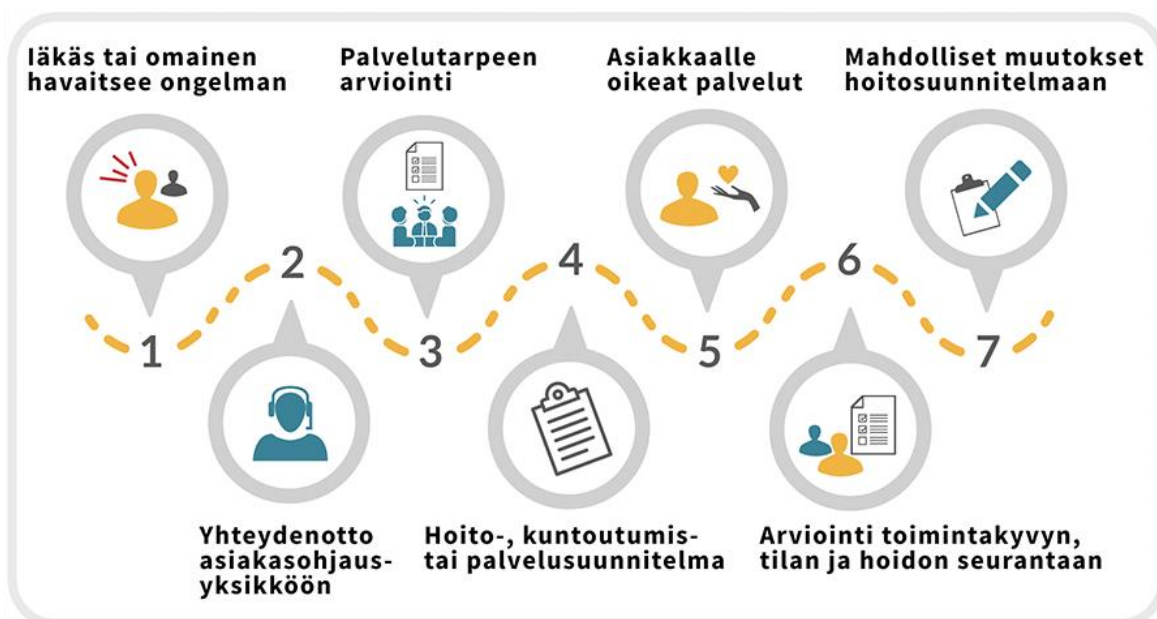 Iäkäs tai omainen
havaitsee ongelman
Palvelutarpeen
arviointi
Asiakkaalle
oikeat palvelut
Mahdolliset muutokset
hoitosuunnitelmaan
1
2
3
4
5
6
7
Yhteydenotto
asiakasohjaus-
yksikköön
Hoito-, kuntoutumis-
tai palvelusuunnitelma
Arviointi toimintakyvyn,
tilan ja hoidon seurantaan